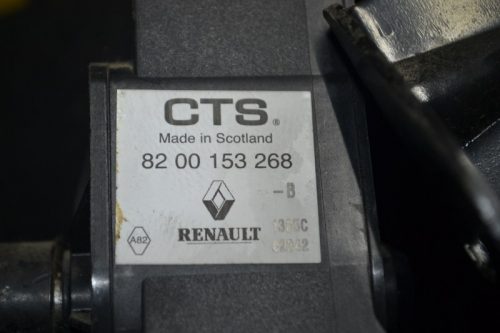 CTS®
Made in Scotland
82 00 153 268
-B
A82
RENAULT